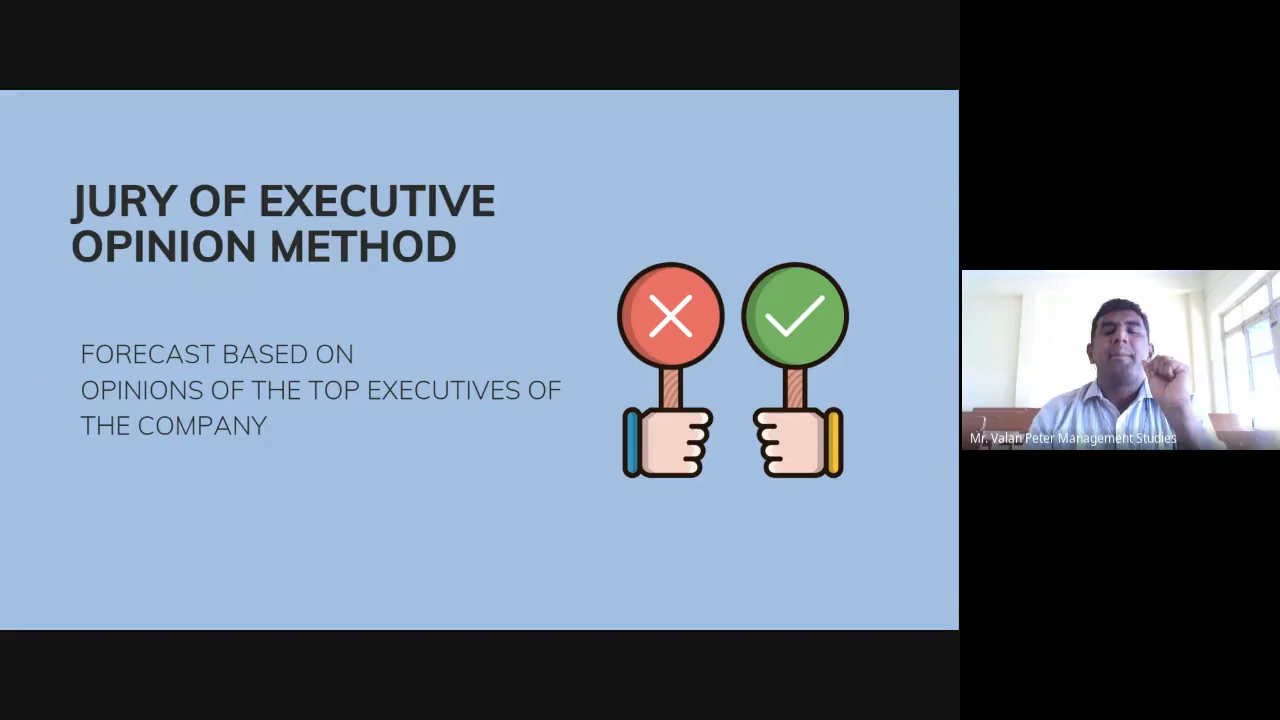 JURY OF EXECUTIVE
OPINION METHOD
FORECAST BASED ON
OPINIONS OF THE TOP EXECUTIVES OF
THE COMPANY
Mr. Valan Peter Management Studies